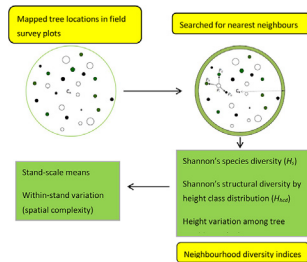 Mapped tree locations in field
survey plots
Searched for nearest neighbours
Stand-scale means
Within-stand variation
(spatial complexity)
Shannon's species diversity (Hs)
Shannon's structural diversity by
height class distribution (Hhcd)
Height variation among tree
Neighbourhood diversity indices